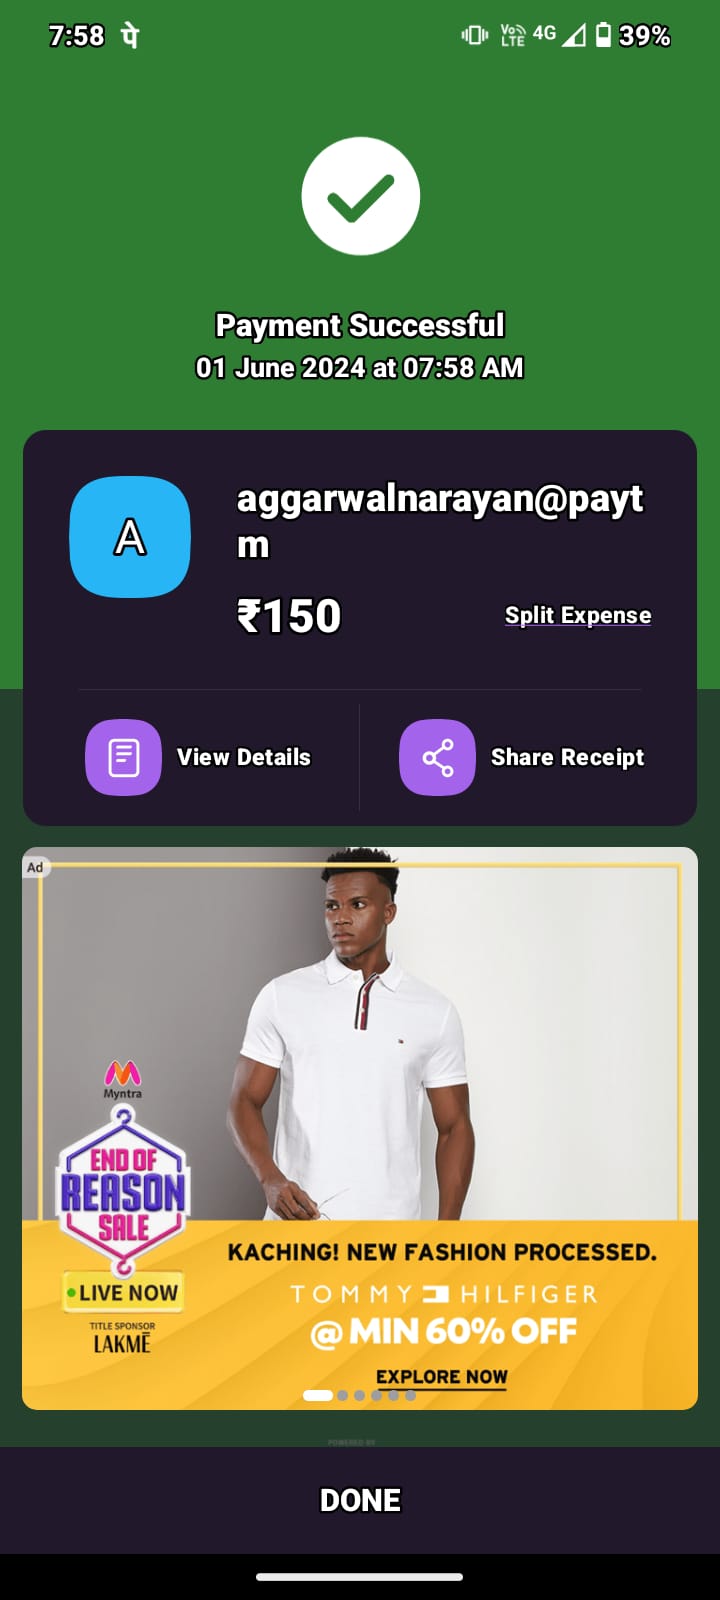 7:58 पे Vo LTE 4G 39%
Payment Successful
01 June 2024 at 07:58 AM
A
aggarwalnarayan@payt
m
₹150
Split Expense
View Details
Share Receipt
Ad
Myntra
END OF
REASON
SALE
LIVE NOW
TITLE SPONSOR
LAKMÉ
KACHING! NEW FASHION PROCESSED.
TOMMY HILFIGER
@ MIN 60% OFF
EXPLORE NOW
POWERED BY
DONE